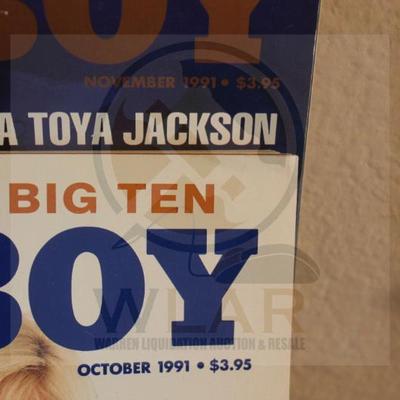 BOY
NOVEMBER 1991 • $3.95
A TOYA JACKSON
BIG TEN
BOY
OCTOBER 1991 • $3.95
WLAR
WARREN LIQUIDATION AUCTION & RESALE